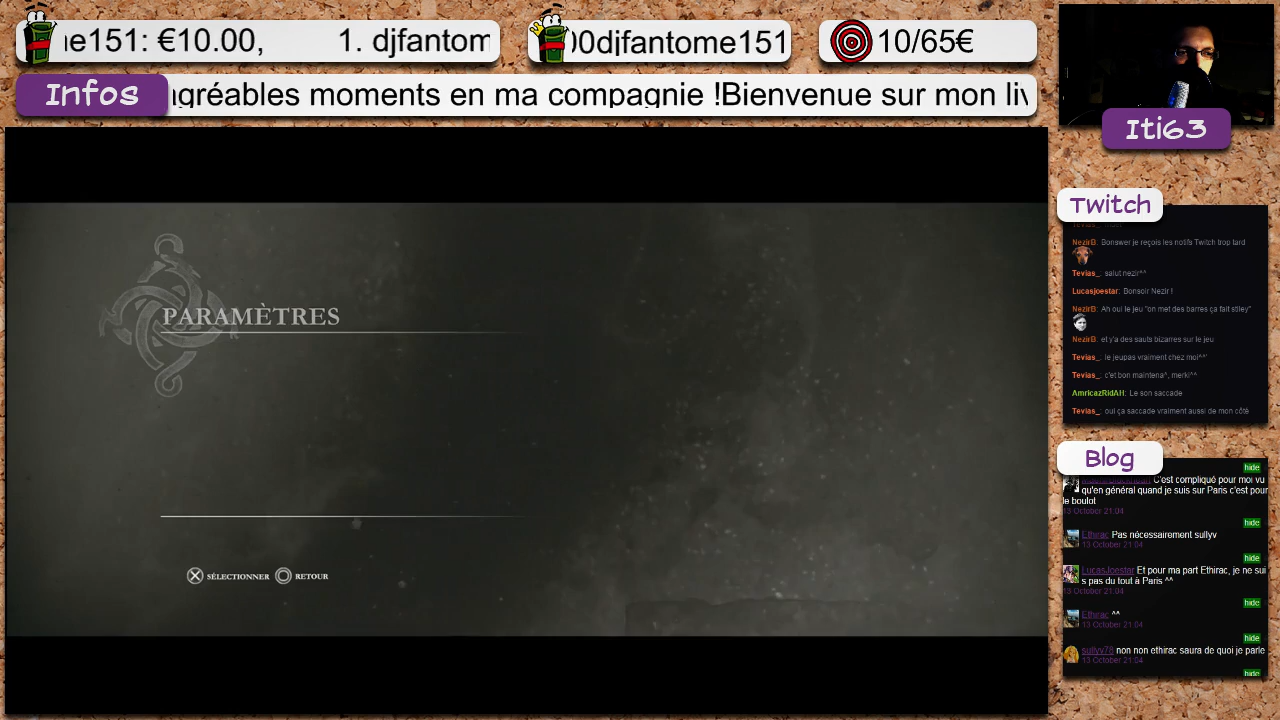 ie151: €10.00, 1. djfantom
00djfantome151
10/65€
Infos
agréables moments en ma compagnie !Bienvenue sur mon liv
Iti63
PARAMÈTRES
SÉLECTIONNER RETOUR
Twitch
NezirB: Bonswer je reçois les notifs Twitch trop tard
Tevias_: salut nezir^^
Lucasjoestar: Bonsoir Nezir !
NezirB: Ah oui le jeu "on met des barres ça fait stiley"
NezirB: et y'a des sauts bizarres sur le jeu
Tevias_: le jeupas vraiment chez moi^^'
Tevias_: c'et bon maintena^, merki^^
AmricazRidAH: Le son saccade
Tevias_: oui ça saccade vraiment aussi de mon côté
Blog
hide
C'est compliqué pour moi vu
qu'en général quand je suis sur Paris c'est pour
le boulot
13 October 21:04
hide
Ethirac Pas nécessairement sullyv
13 October 21:04
hide
LucasJoestar Et pour ma part Ethirac, je ne sui
s pas du tout à Paris ^^
13 October 21:04
hide
Ethirac ^^
13 October 21:04
hide
sullyv78 non non ethirac saura de quoi je parle
13 October 21:04
hide